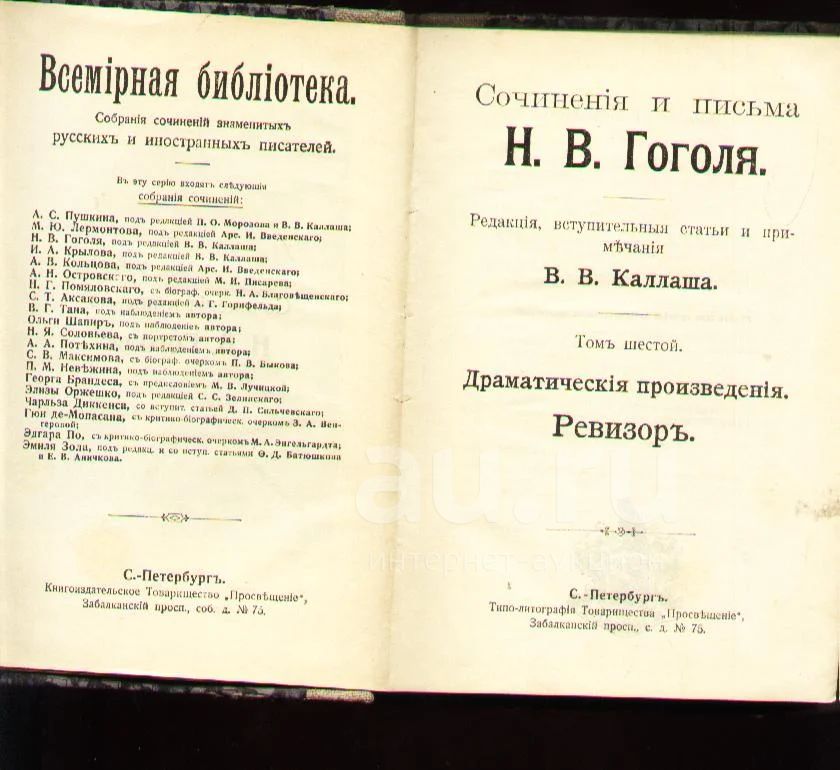 Всемірная библіотека.
Собранія сочиненій знаменитыхъ
русскихъ и иностранныхъ писателей.
Въ эту серію входятъ слѣдующія
собранія сочиненій:
А. С. Пушкина, подъ редакціей П. О. Морозова и В. В. Каллаша;
М. Ю. Лермонтова, подъ редакціей Арс. И. Введенскаго;
Н. В. Гоголя, подъ редакціей В. В. Каллаша;
И. А. Крылова, подъ редакціей В. В. Каллаша;
А. В. Кольцова, подъ редакціей Арс. И. Введенскаго;
А. Н. Островскаго, подъ редакціей М. И. Писарева;
Н. Г. Помяловскаго, съ біограф. очерк. Н. А. Благовѣщенскаго;
С. Т. Аксакова, подъ редакціей А. Г. Горнфельда;
В. Г. Тана, подъ наблюденіемъ автора;
Ольги Шапиръ, подъ наблюденіемъ автора;
Н. Я. Соловьева, съ портретомъ автора;
А. А. Потѣхина, подъ наблюденіемъ автора;
С. В. Максимова, съ біограф. очеркомъ П. В. Быкова;
П. М. Невѣжина, подъ наблюденіемъ автора;
Георга Брандеса, съ предисловіемъ М. В. Лучицкой;
Элизы Оржешко, подъ редакціей С. С. Зелинскаго;
Чарльза Диккенса, со вступит. статьей Д. П. Сильчевскаго;
Гюи де-Мопасана, съ критико-біографическ. очеркомъ З. А. Вен-
геровой;
Эдгара По, съ критико-біографическ. очеркомъ М. А. Энгельгардта;
Эмиля Зола, подъ редакц. и со вступ. статьями Ѳ. Д. Батюшкова
и Е. В. Аничкова.
С.-Петербургъ.
Книгоиздательское Товарищество „Просвѣщеніе“,
Забалканскій просп., соб. д. № 75.
Сочиненія и письма
Н. В. Гоголя.
Редакція, вступительныя статьи и при-
мѣчанія
В. В. Каллаша.
Томъ шестой.
Драматическія произведенія.
Ревизоръ.
au.ru
интернет-аукцион
С.-Петербургъ.
Типо-литографія Товарищества „Просвѣщеніе“,
Забалканскій просп., с. д. № 75.